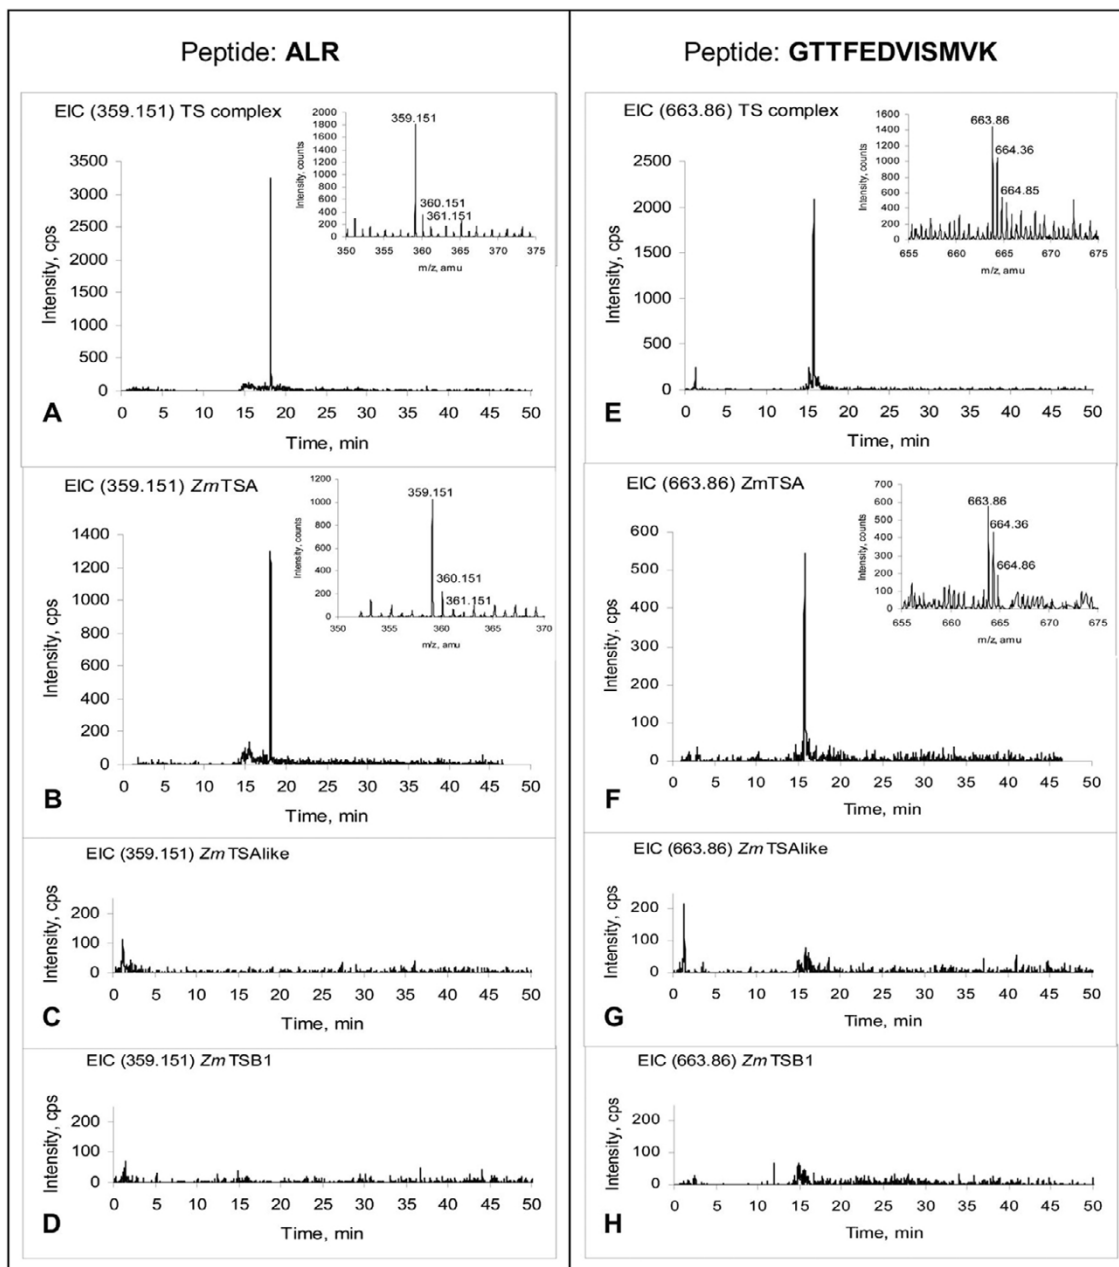 Peptide: ALR
EIC (359.151) TS complex
Intensity, cps
3500
3000
2500
2000
1500
1000
500
0
0 5 10 15 20 25 30 35 40 45 50
Time, min
A
Intensity, counts
2000
1800
1600
1400
1200
1000
800
600
400
200
0
359.151
360.151
361.151
350 355 360 365 370 375
m/z, amu
EIC (359.151) ZmTSA
Intensity, cps
1400
1200
1000
800
600
400
200
0
0 5 10 15 20 25 30 35 40 45 50
Time, min
B
Intensity, counts
1200
1000
800
600
400
200
0
359.151
360.151
361.151
350 355 360 365 370
m/z, amu
EIC (359.151) ZmTSAlike
Intensity, cps
200
100
0
0 5 10 15 20 25 30 35 40 45 50
Time, min
C
EIC (359.151) ZmTSB1
Intensity, cps
200
100
0
0 5 10 15 20 25 30 35 40 45 50
Time, min
D
Peptide: GTTFEDVISMVK
EIC (663.86) TS complex
Intensity, cps
2500
2000
1500
1000
500
0
0 5 10 15 20 25 30 35 40 45 50
Time, min
E
Intensity, counts
1600
1400
1200
1000
800
600
400
200
0
663.86
664.36
664.85
655 660 665 670 675
m/z, amu
EIC (663.86) ZmTSA
Intensity, cps
600
500
400
300
200
100
0
0 5 10 15 20 25 30 35 40 45 50
Time, min
F
Intensity, counts
700
600
500
400
300
200
100
0
663.86
664.36
664.86
655 660 665 670 675
m/z, amu
EIC (663.86) ZmTSAlike
Intensity, cps
200
100
0
0 5 10 15 20 25 30 35 40 45 50
Time, min
G
EIC (663.86) ZmTSB1
Intensity, cps
200
100
0
0 5 10 15 20 25 30 35 40 45 50
Time, min
H